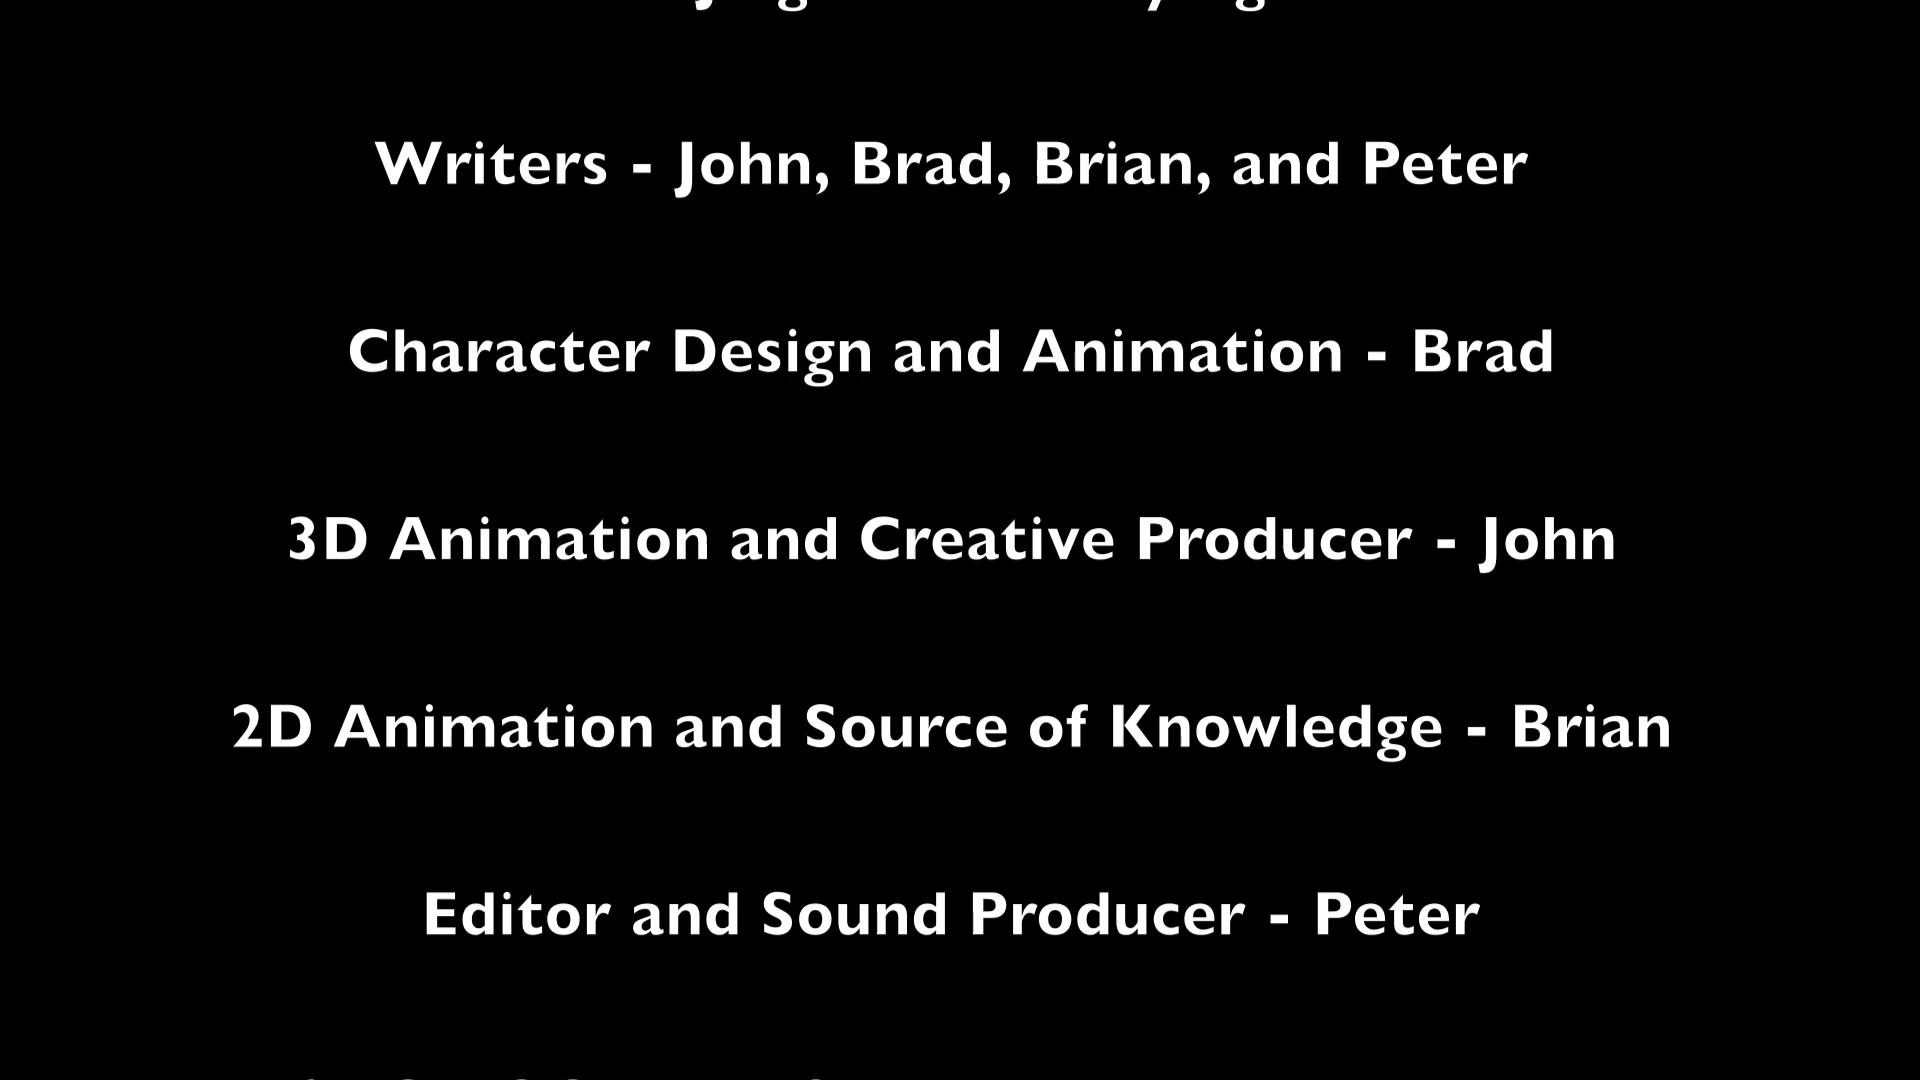 Writers - John, Brad, Brian, and Peter
Character Design and Animation - Brad
3D Animation and Creative Producer - John
2D Animation and Source of Knowledge - Brian
Editor and Sound Producer - Peter